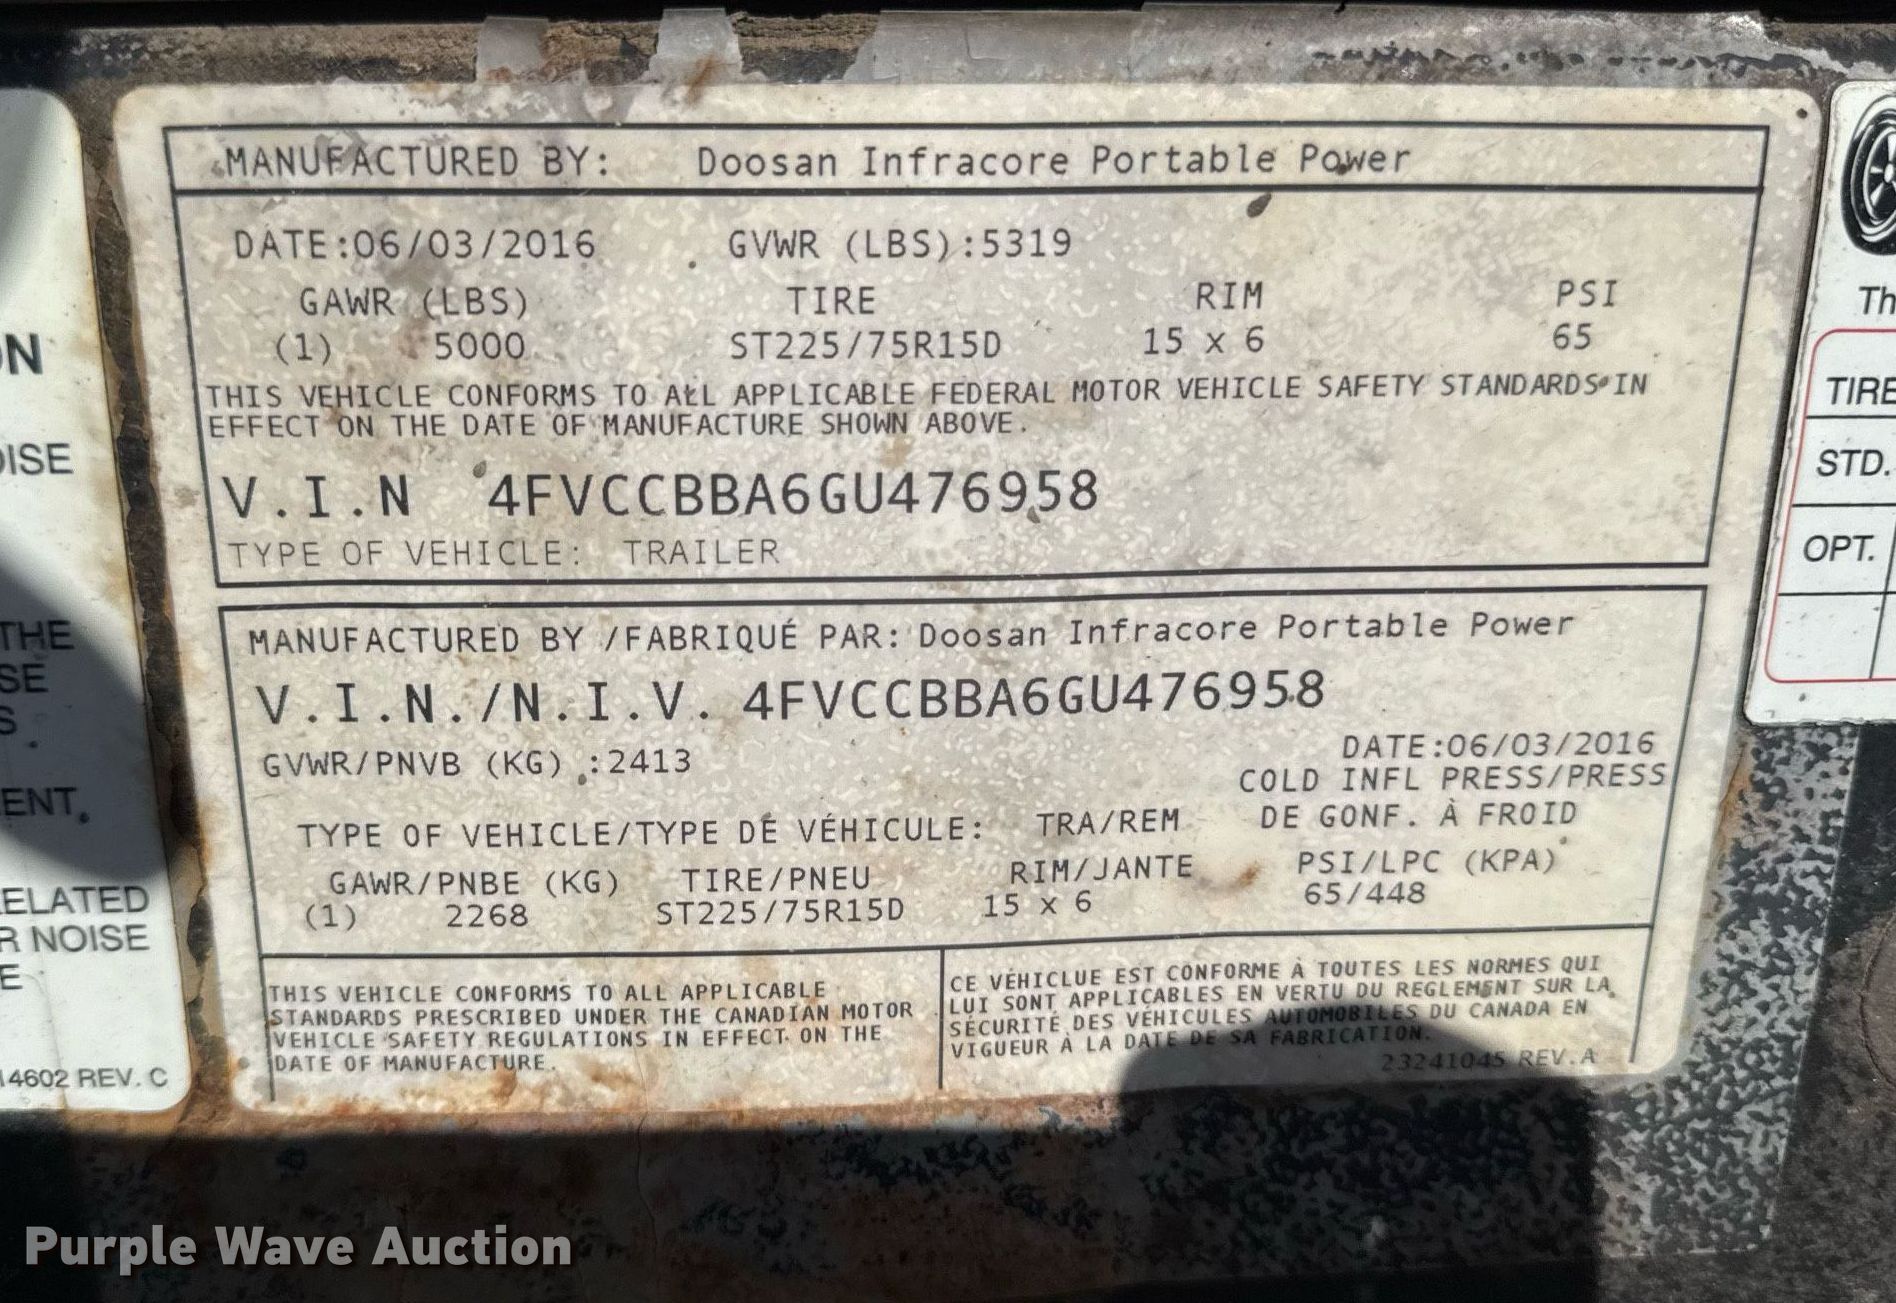 MANUFACTURED BY: Doosan Infracore Portable Power
DATE:06/03/2016 GVWR (LBS):5319
GAWR (LBS) TIRE RIM PSI
(1) 5000 ST225/75R15D 15 x 6 65
THIS VEHICLE CONFORMS TO ALL APPLICABLE FEDERAL MOTOR VEHICLE SAFETY STANDARDS IN
EFFECT ON THE DATE OF MANUFACTURE SHOWN ABOVE.
V.I.N 4FVCCBBA6GU476958
TYPE OF VEHICLE: TRAILER
MANUFACTURED BY /FABRIQUÉ PAR: Doosan Infracore Portable Power
V.I.N./N.I.V. 4FVCCBBA6GU476958
GVWR/PNVB (KG) :2413
DATE:06/03/2016
COLD INFL PRESS/PRESS
DE GONF. À FROID
TYPE OF VEHICLE/TYPE DE VÉHICULE: TRA/REM
GAWR/PNBE (KG) TIRE/PNEU RIM/JANTE PSI/LPC (KPA)
(1) 2268 ST225/75R15D 15 x 6 65/448
THIS VEHICLE CONFORMS TO ALL APPLICABLE
STANDARDS PRESCRIBED UNDER THE CANADIAN MOTOR
VEHICLE SAFETY REGULATIONS IN EFFECT ON THE
DATE OF MANUFACTURE.
CE VÉHICLUE EST CONFORME À TOUTES LES NORMES QUI
LUI SONT APPLICABLES EN VERTU DU REGLEMENT SUR LA
SÉCURITÉ DES VÉHICULES AUTOMOBILES DU CANADA EN
VIGUEUR À LA DATE DE SA FABRICATION.
23241045 REV.A
ON
OISE
THE
SE
S
ENT,
ELATED
R NOISE
E
14602 REV. C
Th
TIRE
STD.
OPT.
Purple Wave Auction